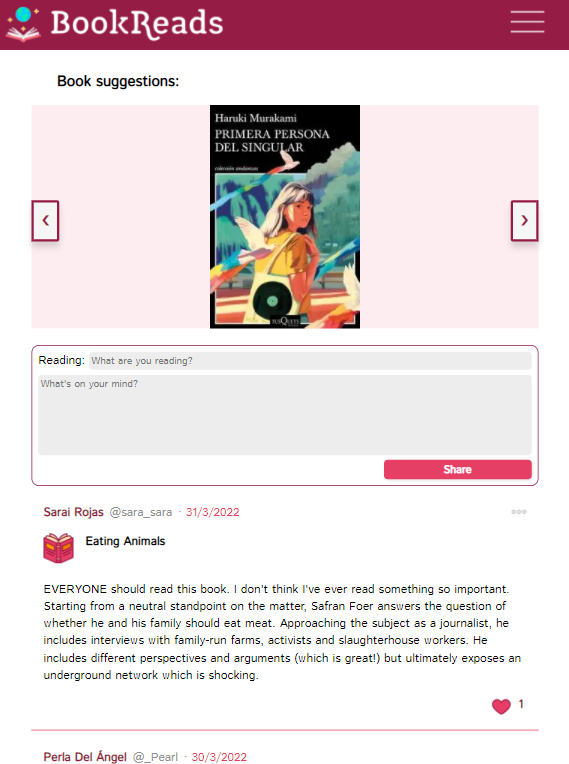 BookReads
Book suggestions:
Haruki Murakami
PRIMERA PERSONA
DEL SINGULAR
colección andanzas
TUSQUETS
‹
›
Reading: What are you reading?
What's on your mind?
Share
Sarai Rojas @sara_sara · 31/3/2022
Eating Animals
EVERYONE should read this book. I don't think I've ever read something so important.
Starting from a neutral standpoint on the matter, Safran Foer answers the question of
whether he and his family should eat meat. Approaching the subject as a journalist, he
includes interviews with family-run farms, activists and slaughterhouse workers. He
includes different perspectives and arguments (which is great!) but ultimately exposes an
underground network which is shocking.
1
Perla Del Ángel @_Pearl · 30/3/2022